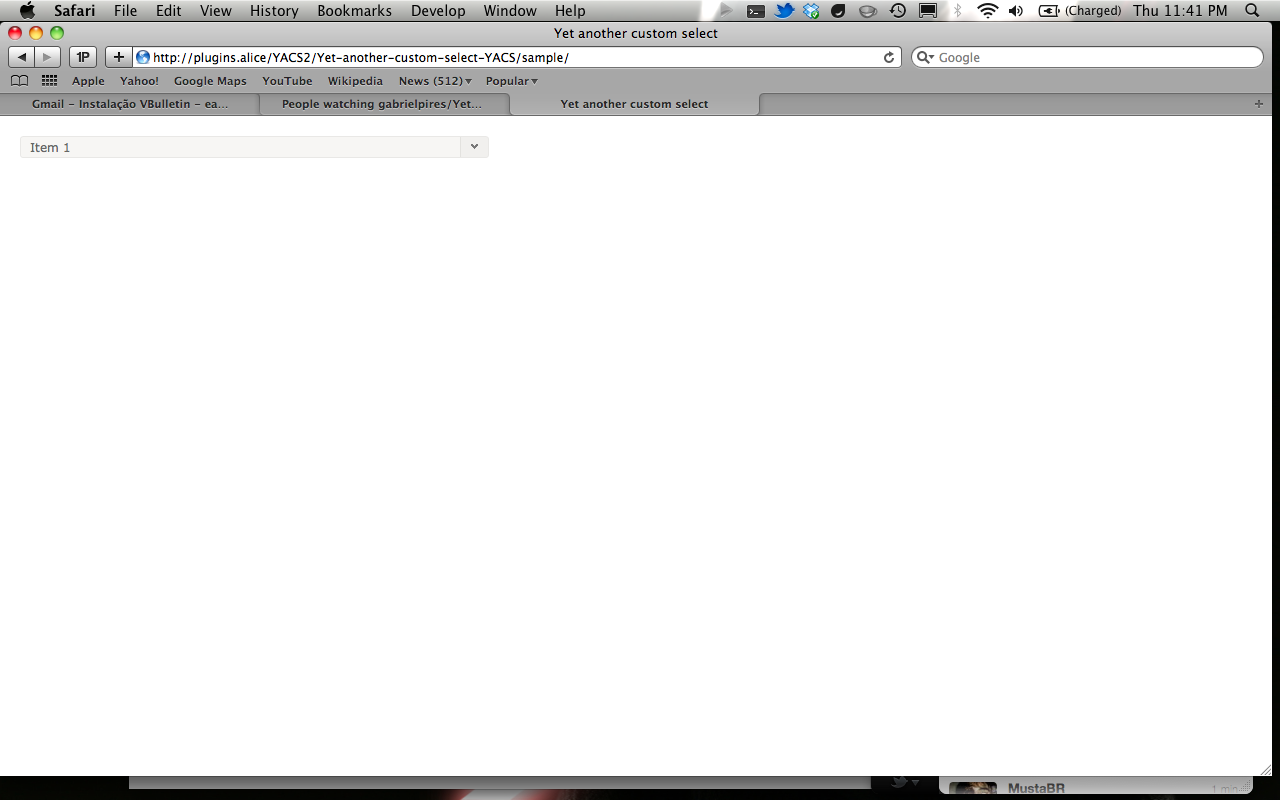 Safari File Edit View History Bookmarks Develop Window Help (Charged) Thu 11:41 PM
Yet another custom select
1P + http://plugins.alice/YACS2/Yet-another-custom-select-YACS/sample/ Google
Apple Yahoo! Google Maps YouTube Wikipedia News (512) Popular
Gmail - Instalação VBulletin - ea... People watching gabrielpires/Yet... Yet another custom select +
Item 1
MustaBR 1 min